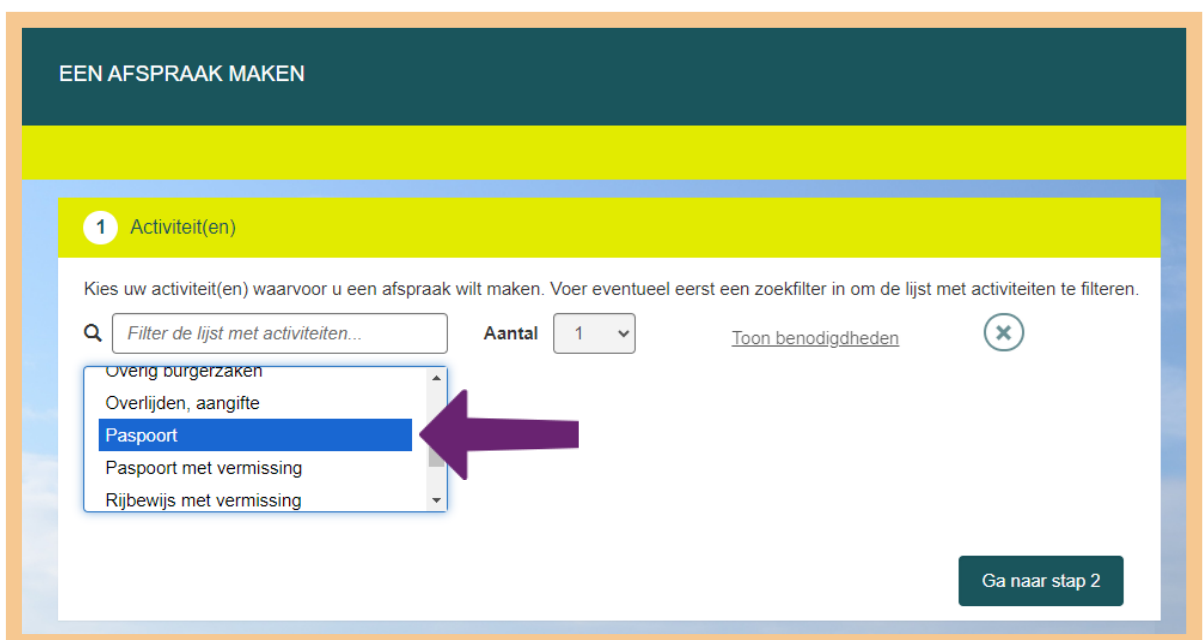 EEN AFSPRAAK MAKEN
1 Activiteit(en)
Kies uw activiteit(en) waarvoor u een afspraak wilt maken. Voer eventueel eerst een zoekfilter in om de lijst met activiteiten te filteren.
Filter de lijst met activiteiten... Aantal 1 Toon benodigdheden
Overig burgerzaken
Overlijden, aangifte
Paspoort
Paspoort met vermissing
Rijbewijs met vermissing
Ga naar stap 2